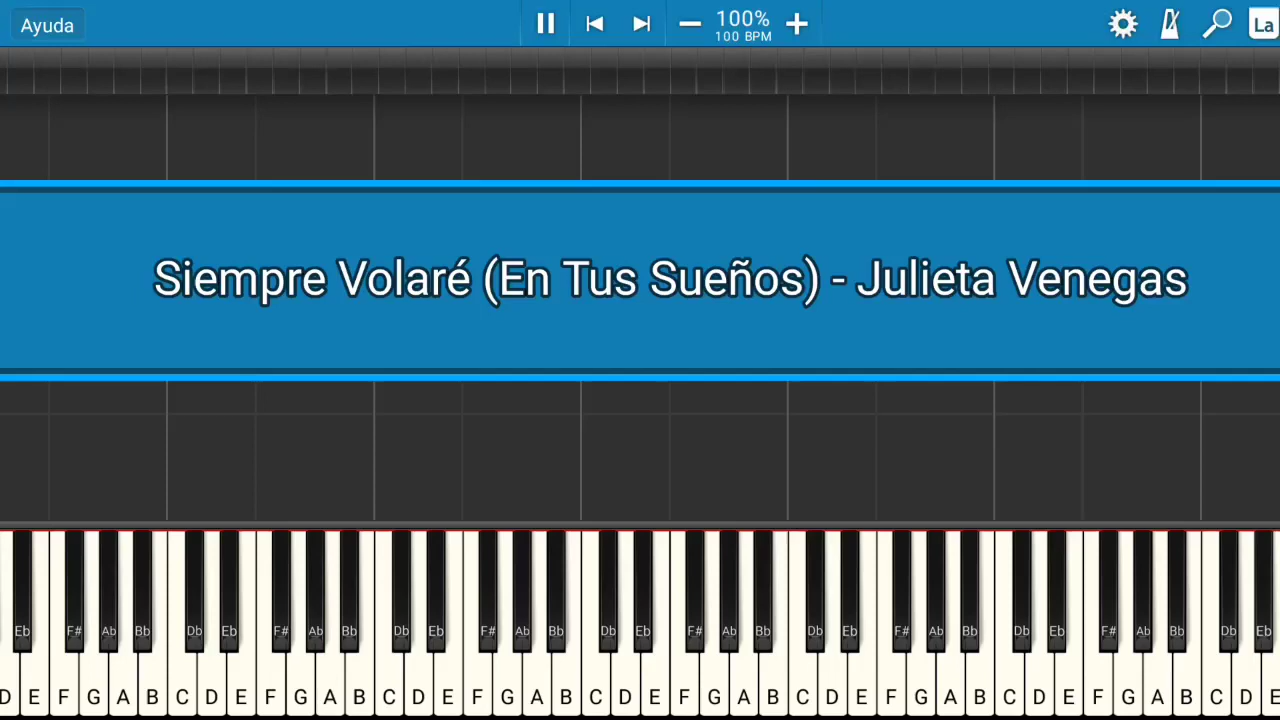 Ayuda
100%
100 BPM
La
Siempre Volaré (En Tus Sueños) - Julieta Venegas
Eb F# Ab Bb Db Eb F# Ab Bb Db Eb F# Ab Bb Db Eb F# Ab Bb Db Eb F# Ab Bb Db Eb F# Ab Bb Db Eb
D E F G A B C D E F G A B C D E F G A B C D E F G A B C D E F G A B C D E F G A B C D E